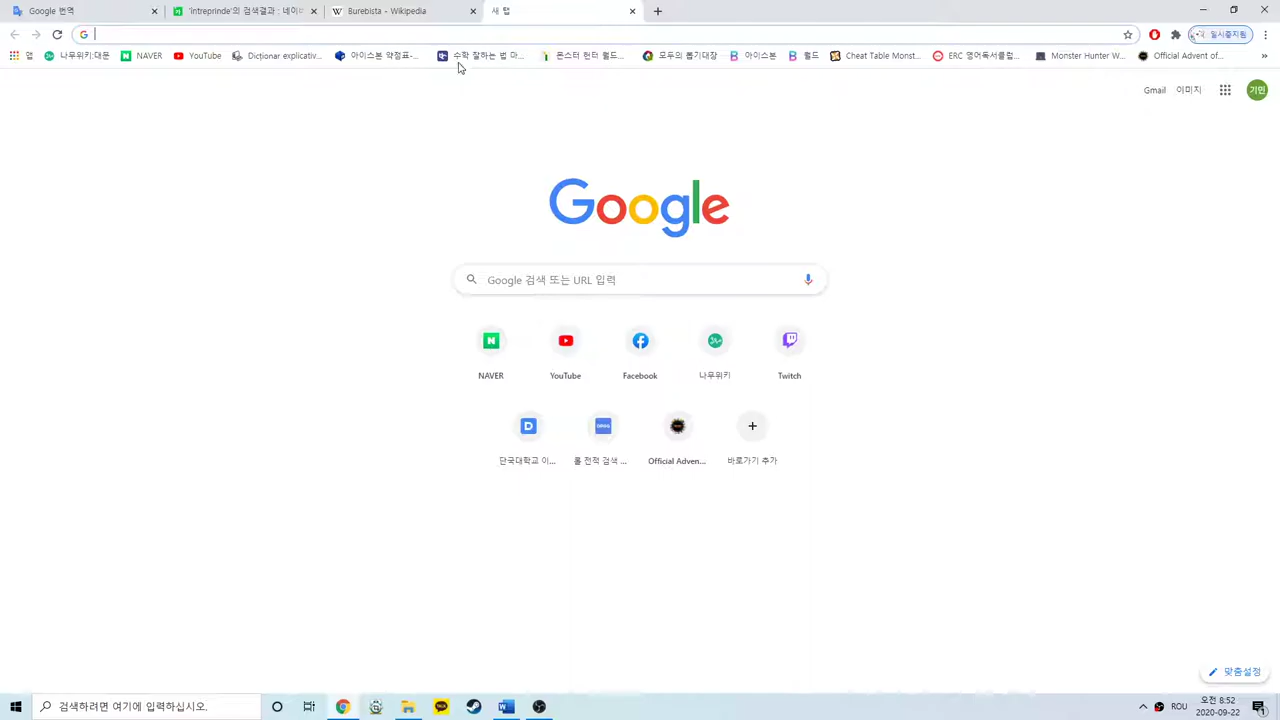 Google 번역
'intreprinde'의 검색결과 : 네이버
Burebista - Wikipedia
새 탭
일시중지됨
앱
나무위키:대문
NAVER
YouTube
Dicționar explicativ...
아이스본 약점표-...
수학 잘하는 법 마...
몬스터 헌터 월드...
모두의 뽑기대장
아이스본
월드
Cheat Table Monst...
ERC 영어독서클럽...
Monster Hunter W...
Official Advent of...
Gmail
이미지
기민
Google
Google 검색 또는 URL 입력
NAVER
YouTube
Facebook
나무위키
Twitch
단국대학교 이...
롤 전적 검색 ...
Official Adven...
바로가기 추가
맞춤설정
검색하려면 여기에 입력하십시오.
ROU
오전 8:52
2020-09-22